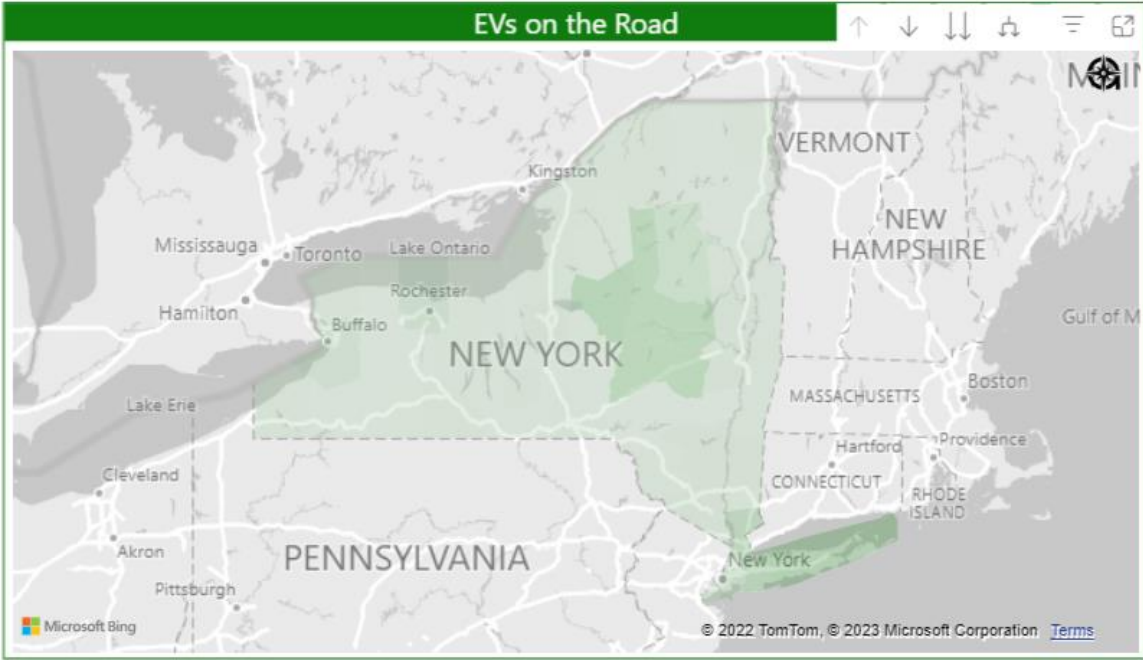 EVs on the Road
MAIN
VERMONT
Kingston
NEW
HAMPSHIRE
Mississauga
Toronto
Lake Ontario
Rochester
Hamilton
Buffalo
Gulf of M
NEW YORK
Boston
MASSACHUSETTS
Lake Erie
Hartford
Providence
Cleveland
CONNECTICUT
RHODE
ISLAND
Akron
PENNSYLVANIA
New York
Pittsburgh
Microsoft Bing
© 2022 TomTom, © 2023 Microsoft Corporation Terms